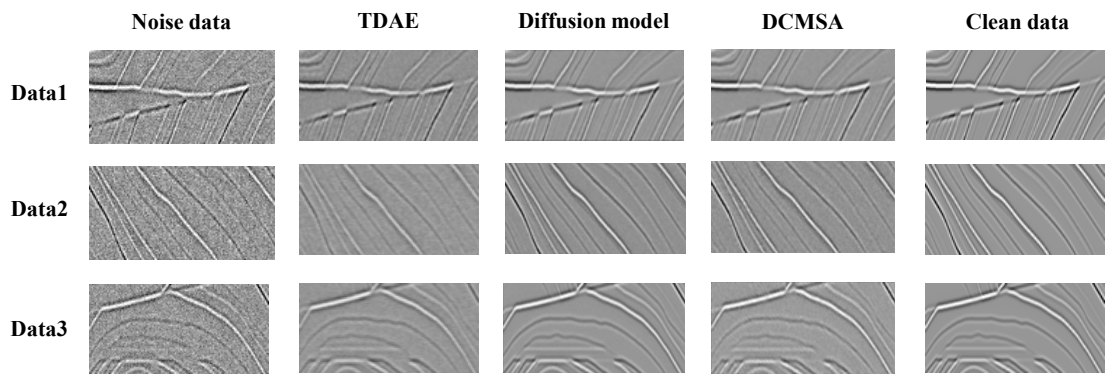 Noise data TDAE Diffusion model DCMSA Clean data
Data1
Data2
Data3